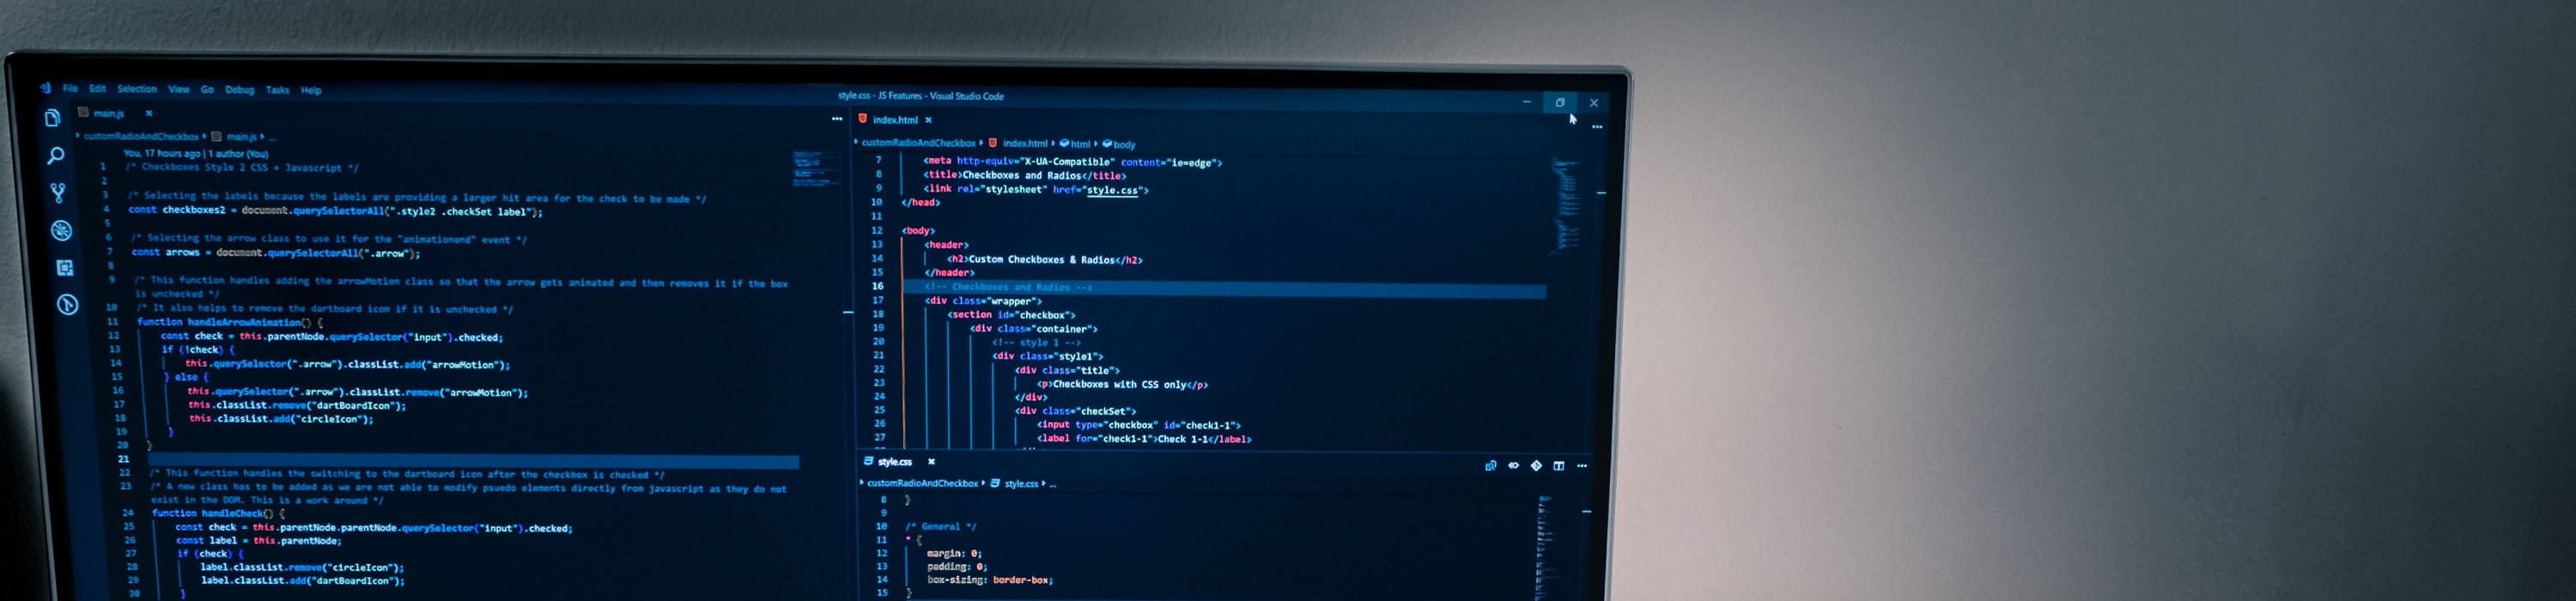 File Edit Selection View Go Debug Tasks Help
style.css - JS Features - Visual Studio Code
main.js ×
customRadioAndCheckbox › main.js › ...
You, 17 hours ago | 1 author (You)
1 /* Checkboxes Style 2 CSS + Javascript */
2
3 /* Selecting the labels because the labels are providing a larger hit area for the check to be made */
4 const checkboxes2 = document.querySelectorAll(".style2 .checkSet label");
5
6 /* Selecting the arrow class to use it for the "animationend" event */
7 const arrows = document.querySelectorAll(".arrow");
8
9 /* This function handles adding the arrowMotion class so that the arrow gets animated and then removes it if the box
is unchecked */
10 /* It also helps to remove the dartboard icon if it is unchecked */
11 function handleArrowAnimation() {
12 const check = this.parentNode.querySelector("input").checked;
13 if (!check) {
14 this.querySelector(".arrow").classList.add("arrowMotion");
15 } else {
16 this.querySelector(".arrow").classList.remove("arrowMotion");
17 this.classList.remove("dartBoardIcon");
18 this.classList.add("circleIcon");
19 }
20 }
21
22 /* This function handles the switching to the dartboard icon after the checkbox is checked */
23 /* A new class has to be added as we are not able to modify psuedo elements directly from javascript as they do not
exist in the DOM. This is a work around */
24 function handleCheck() {
25 const check = this.parentNode.parentNode.querySelector("input").checked;
26 const label = this.parentNode;
27 if (check) {
28 label.classList.remove("circleIcon");
29 label.classList.add("dartBoardIcon");
30 }
index.html ×
customRadioAndCheckbox › index.html › html › body
7 <meta http-equiv="X-UA-Compatible" content="ie=edge">
8 <title>Checkboxes and Radios</title>
9 <link rel="stylesheet" href="style.css">
10 </head>
11
12 <body>
13 <header>
14 <h2>Custom Checkboxes & Radios</h2>
15 </header>
16 <!-- Checkboxes and Radios -->
17 <div class="wrapper">
18 <section id="checkbox">
19 <div class="container">
20 <!-- style 1 -->
21 <div class="style1">
22 <div class="title">
23 <p>Checkboxes with CSS only</p>
24 </div>
25 <div class="checkSet">
26 <input type="checkbox" id="check1-1">
27 <label for="check1-1">Check 1-1</label>
style.css ×
customRadioAndCheckbox › style.css › ...
8 }
9
10 /* General */
11 * {
12 margin: 0;
13 padding: 0;
14 box-sizing: border-box;
15 }